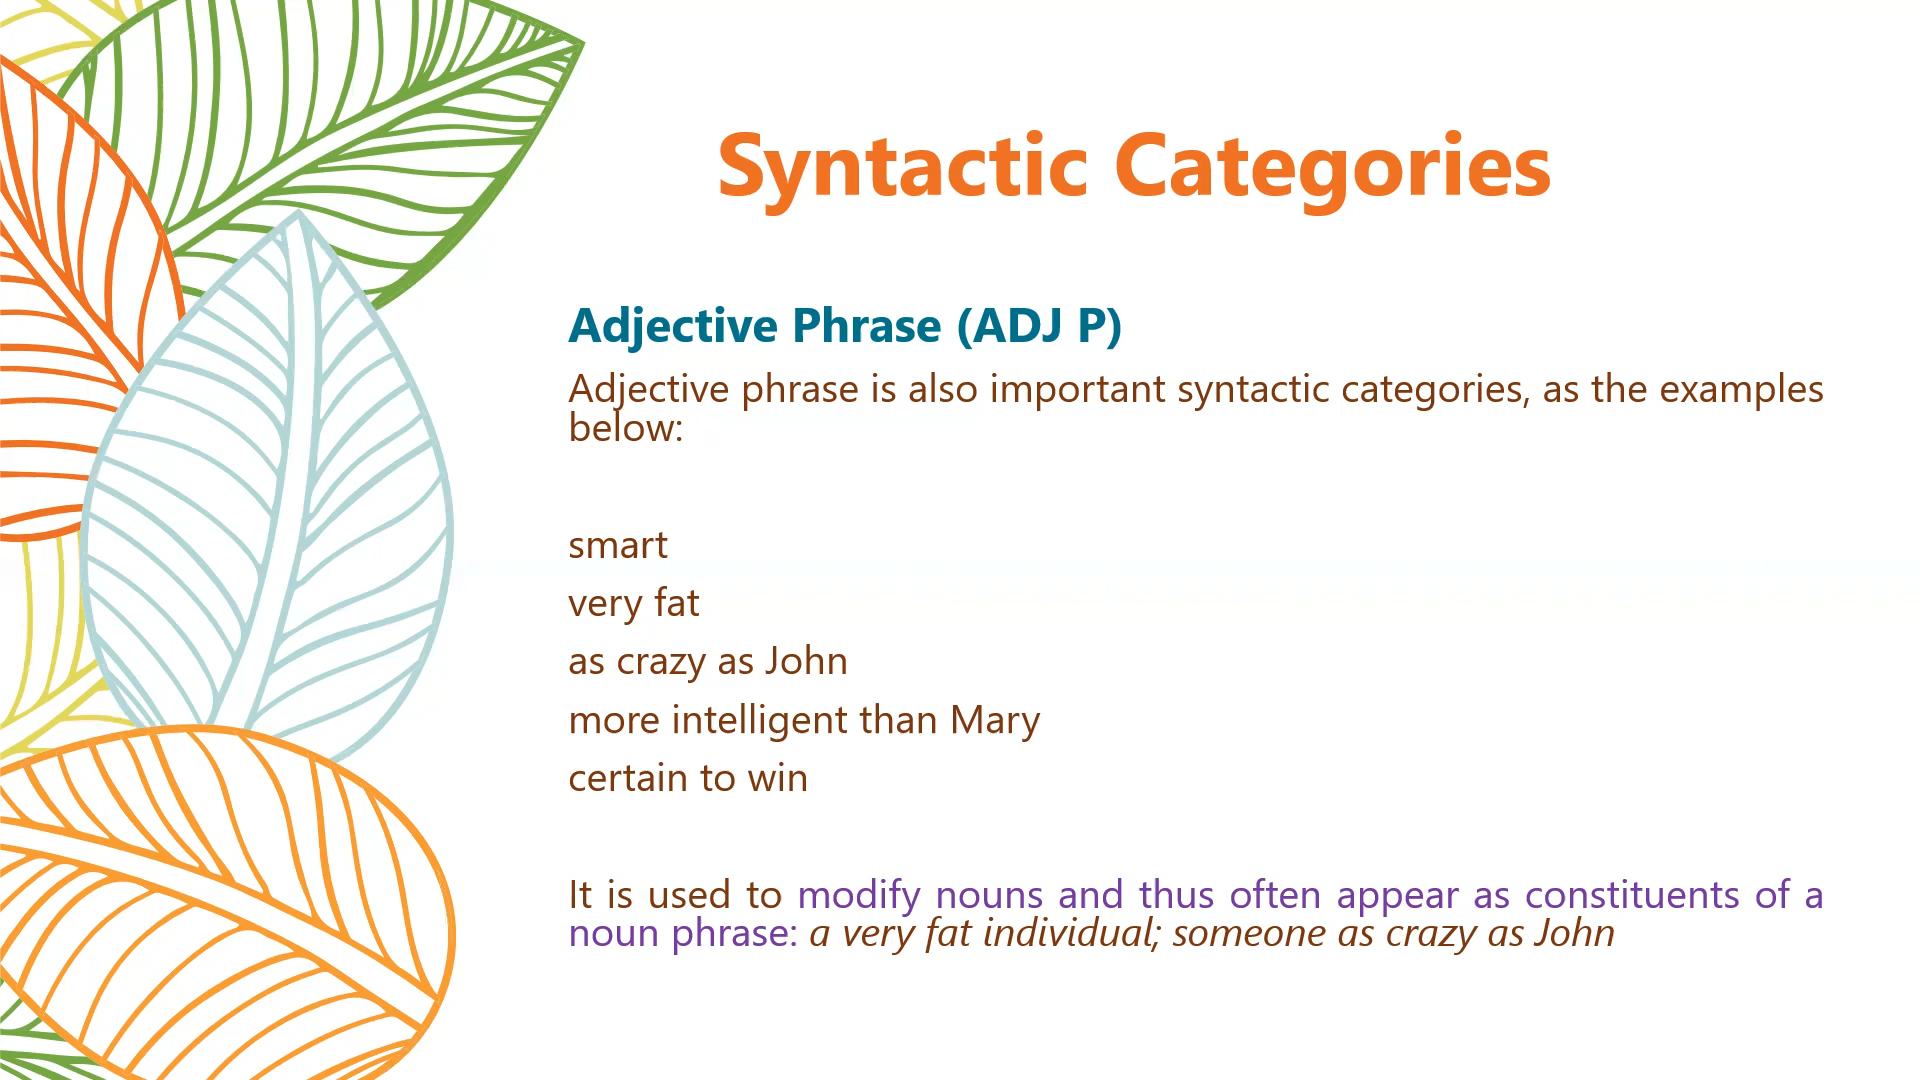 Syntactic Categories
Adjective Phrase (ADJ P)
Adjective phrase is also important syntactic categories, as the examples
below:
smart
very fat
as crazy as John
more intelligent than Mary
certain to win
It is used to modify nouns and thus often appear as constituents of a
noun phrase: a very fat individual; someone as crazy as John